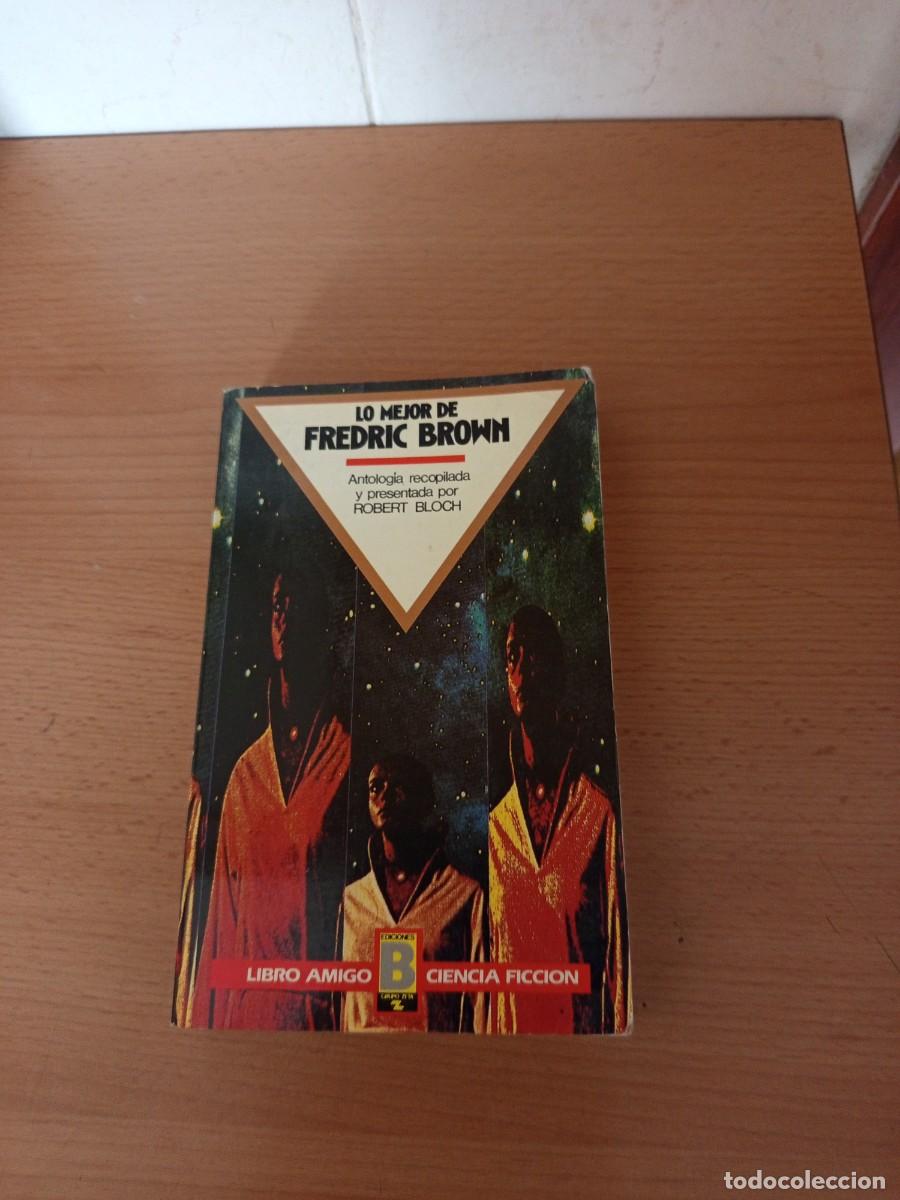 LO MEJOR DE
FREDRIC BROWN
Antología recopilada
y presentada por
ROBERT BLOCH
EDICIONES
B
GRUPO ZETA
LIBRO AMIGO
CIENCIA FICCION
todocoleccion